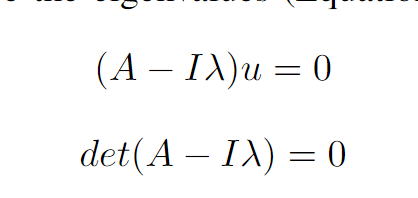 (A − Iλ)u = 0
det(A − Iλ) = 0